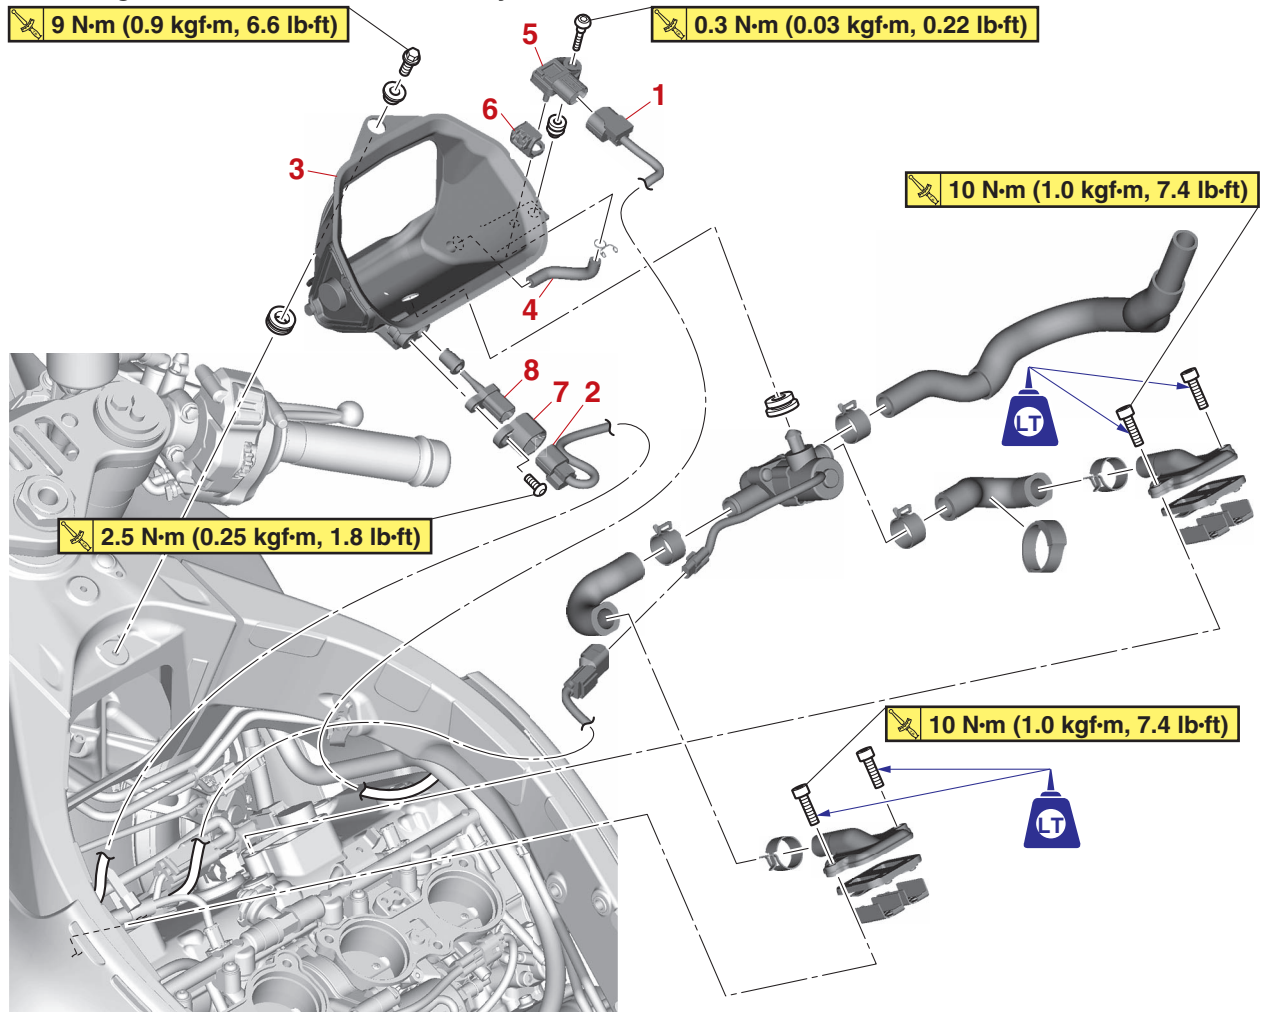 9 N·m (0.9 kgf·m, 6.6 lb·ft)
0.3 N·m (0.03 kgf·m, 0.22 lb·ft)
5
1
6
3
10 N·m (1.0 kgf·m, 7.4 lb·ft)
4
8
7
2
LT
2.5 N·m (0.25 kgf·m, 1.8 lb·ft)
10 N·m (1.0 kgf·m, 7.4 lb·ft)
LT